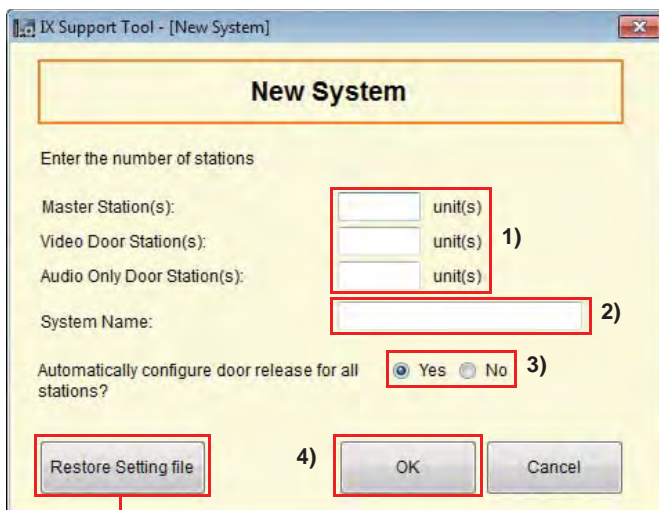 IX Support Tool - [New System]
New System
Enter the number of stations
Master Station(s): unit(s)
Video Door Station(s): unit(s) 1)
Audio Only Door Station(s): unit(s)
System Name: 2)
Automatically configure door release for all Yes No 3)
stations?
Restore Setting file 4) OK Cancel